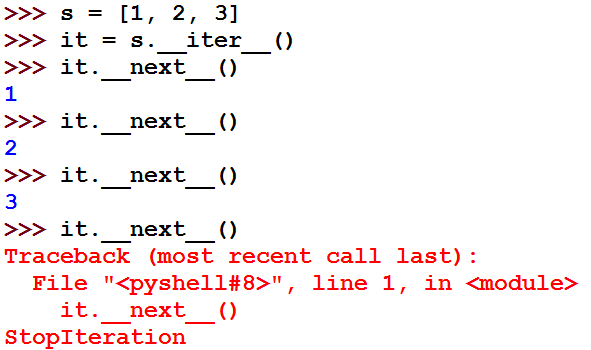 >>> s = [1, 2, 3]
>>> it = s.__iter__()
>>> it.__next__()
1
>>> it.__next__()
2
>>> it.__next__()
3
>>> it.__next__()
Traceback (most recent call last):
  File "<pyshell#8>", line 1, in <module>
    it.__next__()
StopIteration